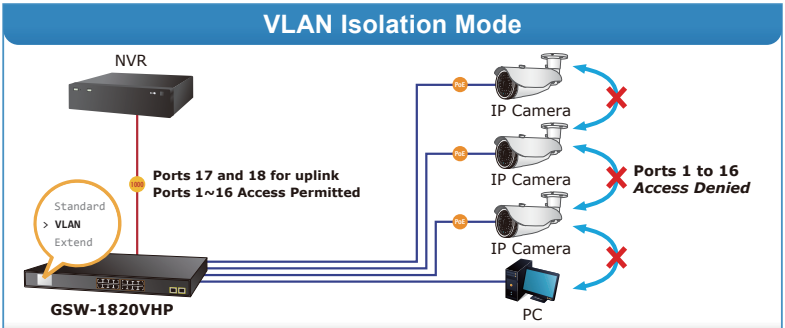 VLAN Isolation Mode
NVR
PoE
IP Camera
1000
Ports 17 and 18 for uplink
Ports 1~16 Access Permitted
PoE
IP Camera
Ports 1 to 16
Access Denied
Standard
> VLAN
Extend
PoE
IP Camera
GSW-1820VHP
PC